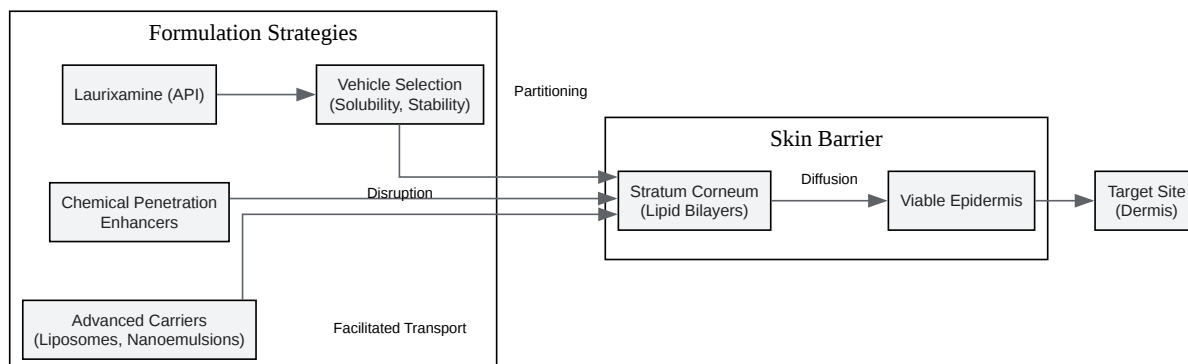 Formulation Strategies
Laurixamine (API)
Vehicle Selection
(Solubility, Stability)
Partitioning
Chemical Penetration
Enhancers
Disruption
Advanced Carriers
(Liposomes, Nanoemulsions)
Facilitated Transport
Skin Barrier
Stratum Corneum
(Lipid Bilayers)
Diffusion
Viable Epidermis
Target Site
(Dermis)